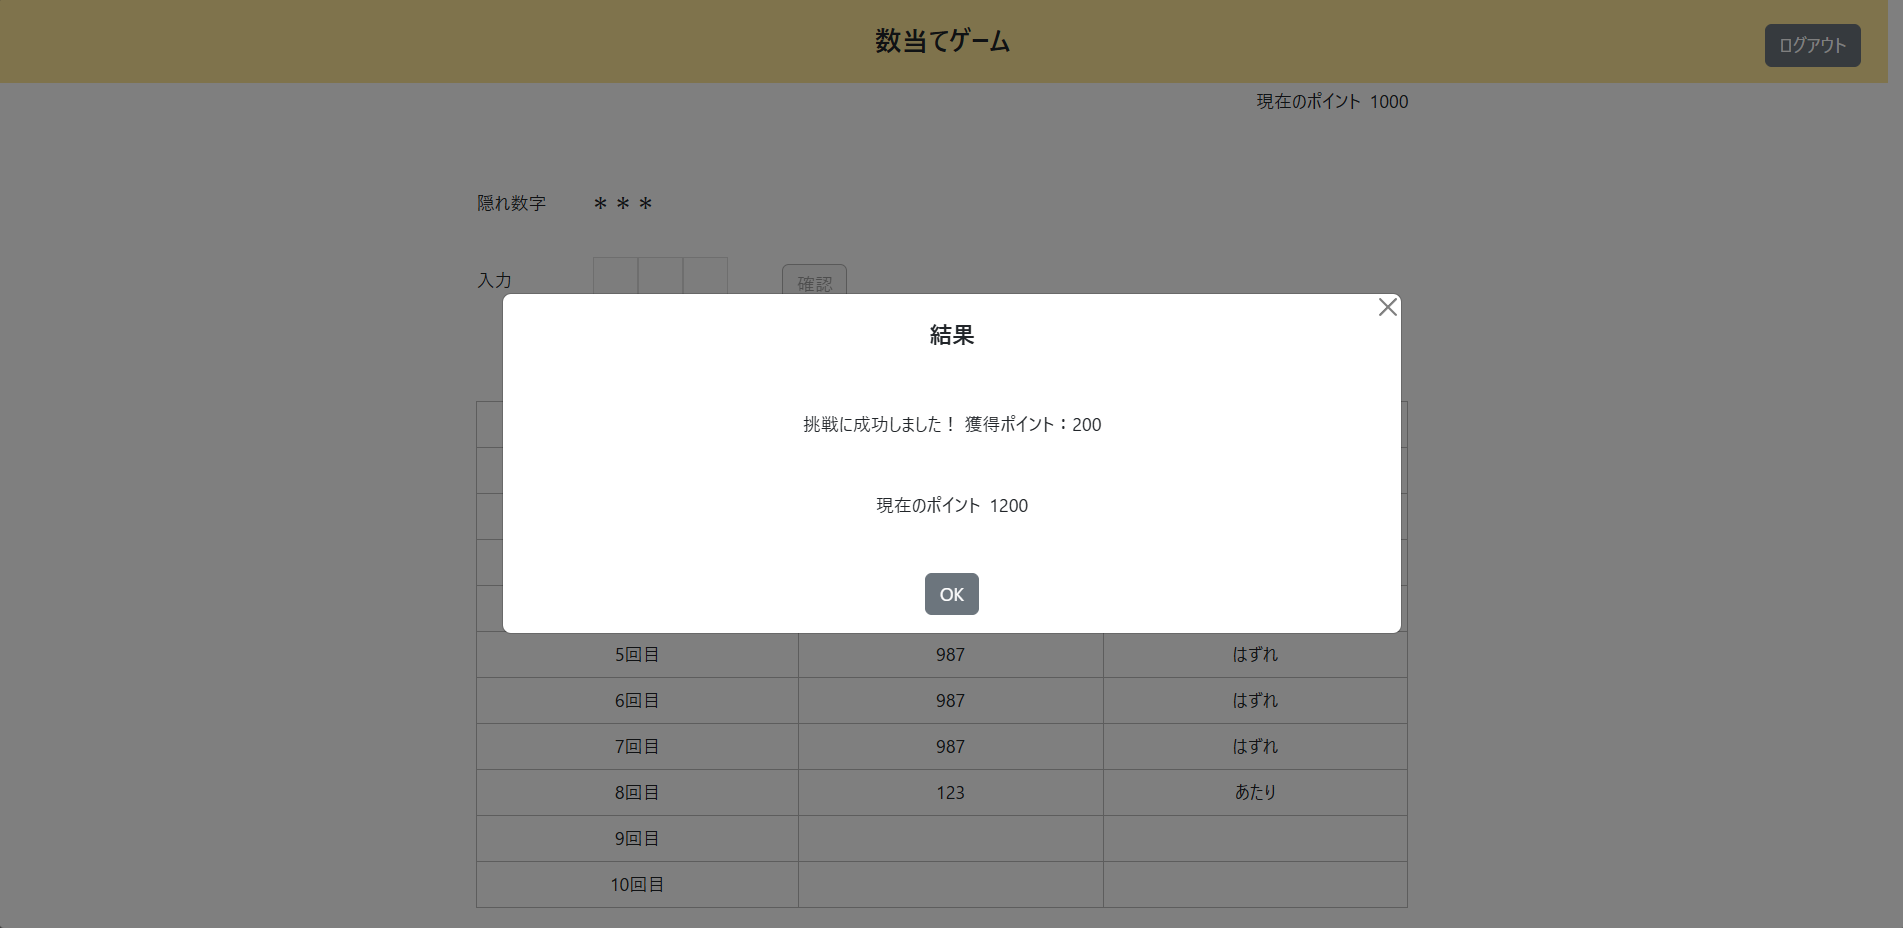 数当てゲーム
ログアウト
現在のポイント 1000
隠れ数字 * * *
入力 確認
結果
挑戦に成功しました! 獲得ポイント:200
現在のポイント 1200
OK
5回目 987 はずれ
6回目 987 はずれ
7回目 987 はずれ
8回目 123 あたり
9回目
10回目